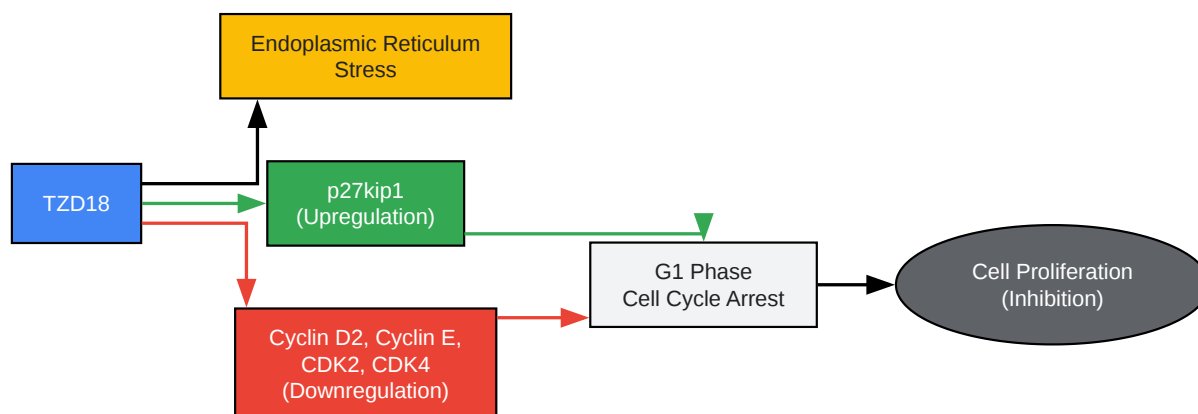 Endoplasmic Reticulum
Stress
TZD18
p27kip1
(Upregulation)
G1 Phase
Cell Cycle Arrest
Cell Proliferation
(Inhibition)
Cyclin D2, Cyclin E,
CDK2, CDK4
(Downregulation)